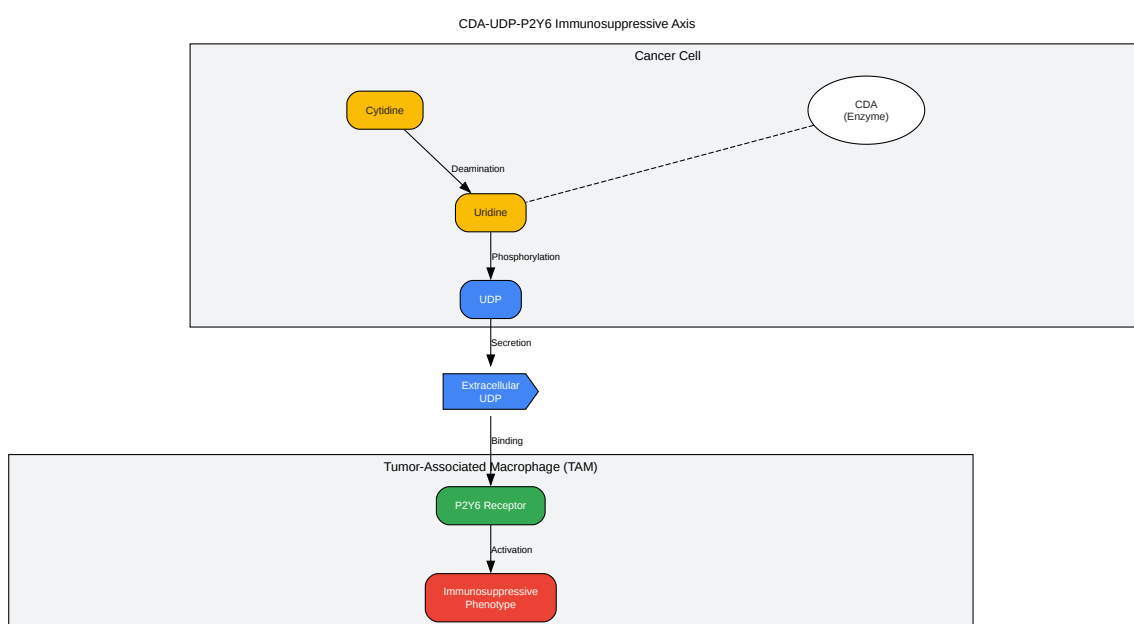 CDA-UDP-P2Y6 Immunosuppressive Axis
Cancer Cell
Cytidine
CDA
(Enzyme)
Deamination
Uridine
Phosphorylation
UDP
Secretion
Extracellular
UDP
Binding
Tumor-Associated Macrophage (TAM)
P2Y6 Receptor
Activation
Immunosuppressive
Phenotype